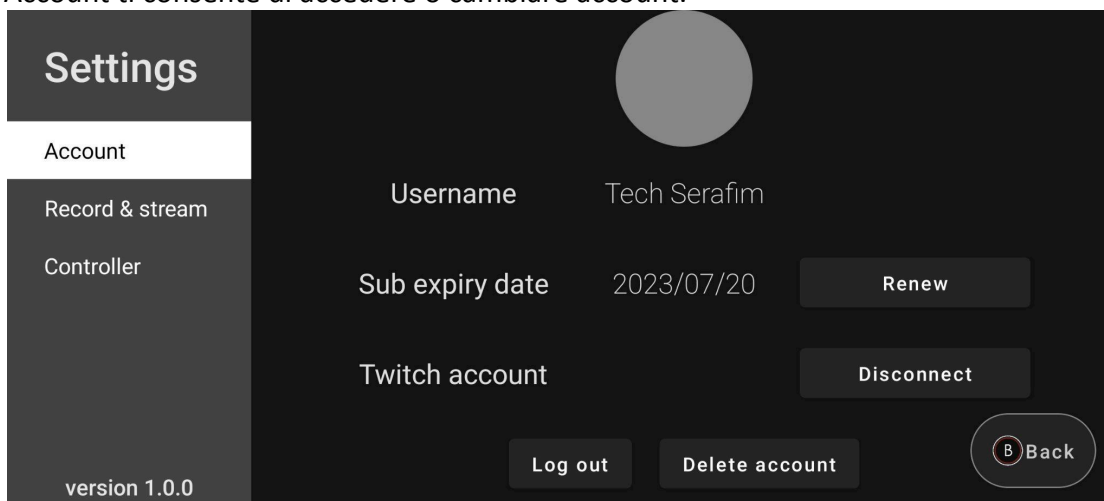 Account ti consente di accedere o cambiare account.
Settings
Account
Record & stream
Controller
version 1.0.0
Username Tech Serafim
Sub expiry date 2023/07/20 Renew
Twitch account Disconnect
Log out Delete account
B Back